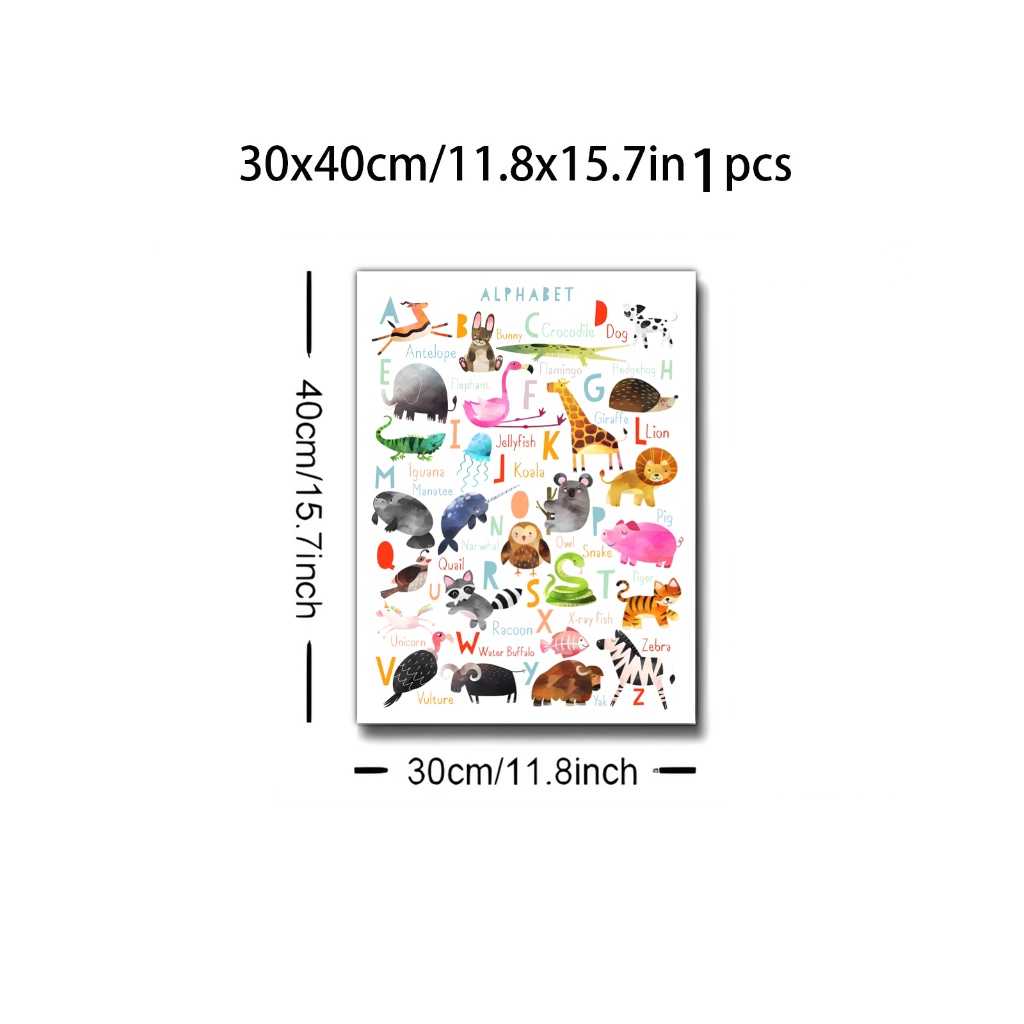 30x40cm/11.8x15.7in 1 pcs
40cm/15.7inch
ALPHABET
A
Antelope
B
Bunny
C
Crocodile
D
Dog
E
Elephant
Flamingo
F
G
Giraffe
Hedgehog
H
I
Iguana
Jellyfish
J
K
Koala
L
Lion
M
Manatee
N
Narwhal
O
Owl
P
Pig
Q
Quail
R
Racoon
S
Snake
T
Tiger
U
Unicorn
V
Vulture
W
Water Buffalo
X
X-ray fish
Y
Yak
Zebra
Z
30cm/11.8inch